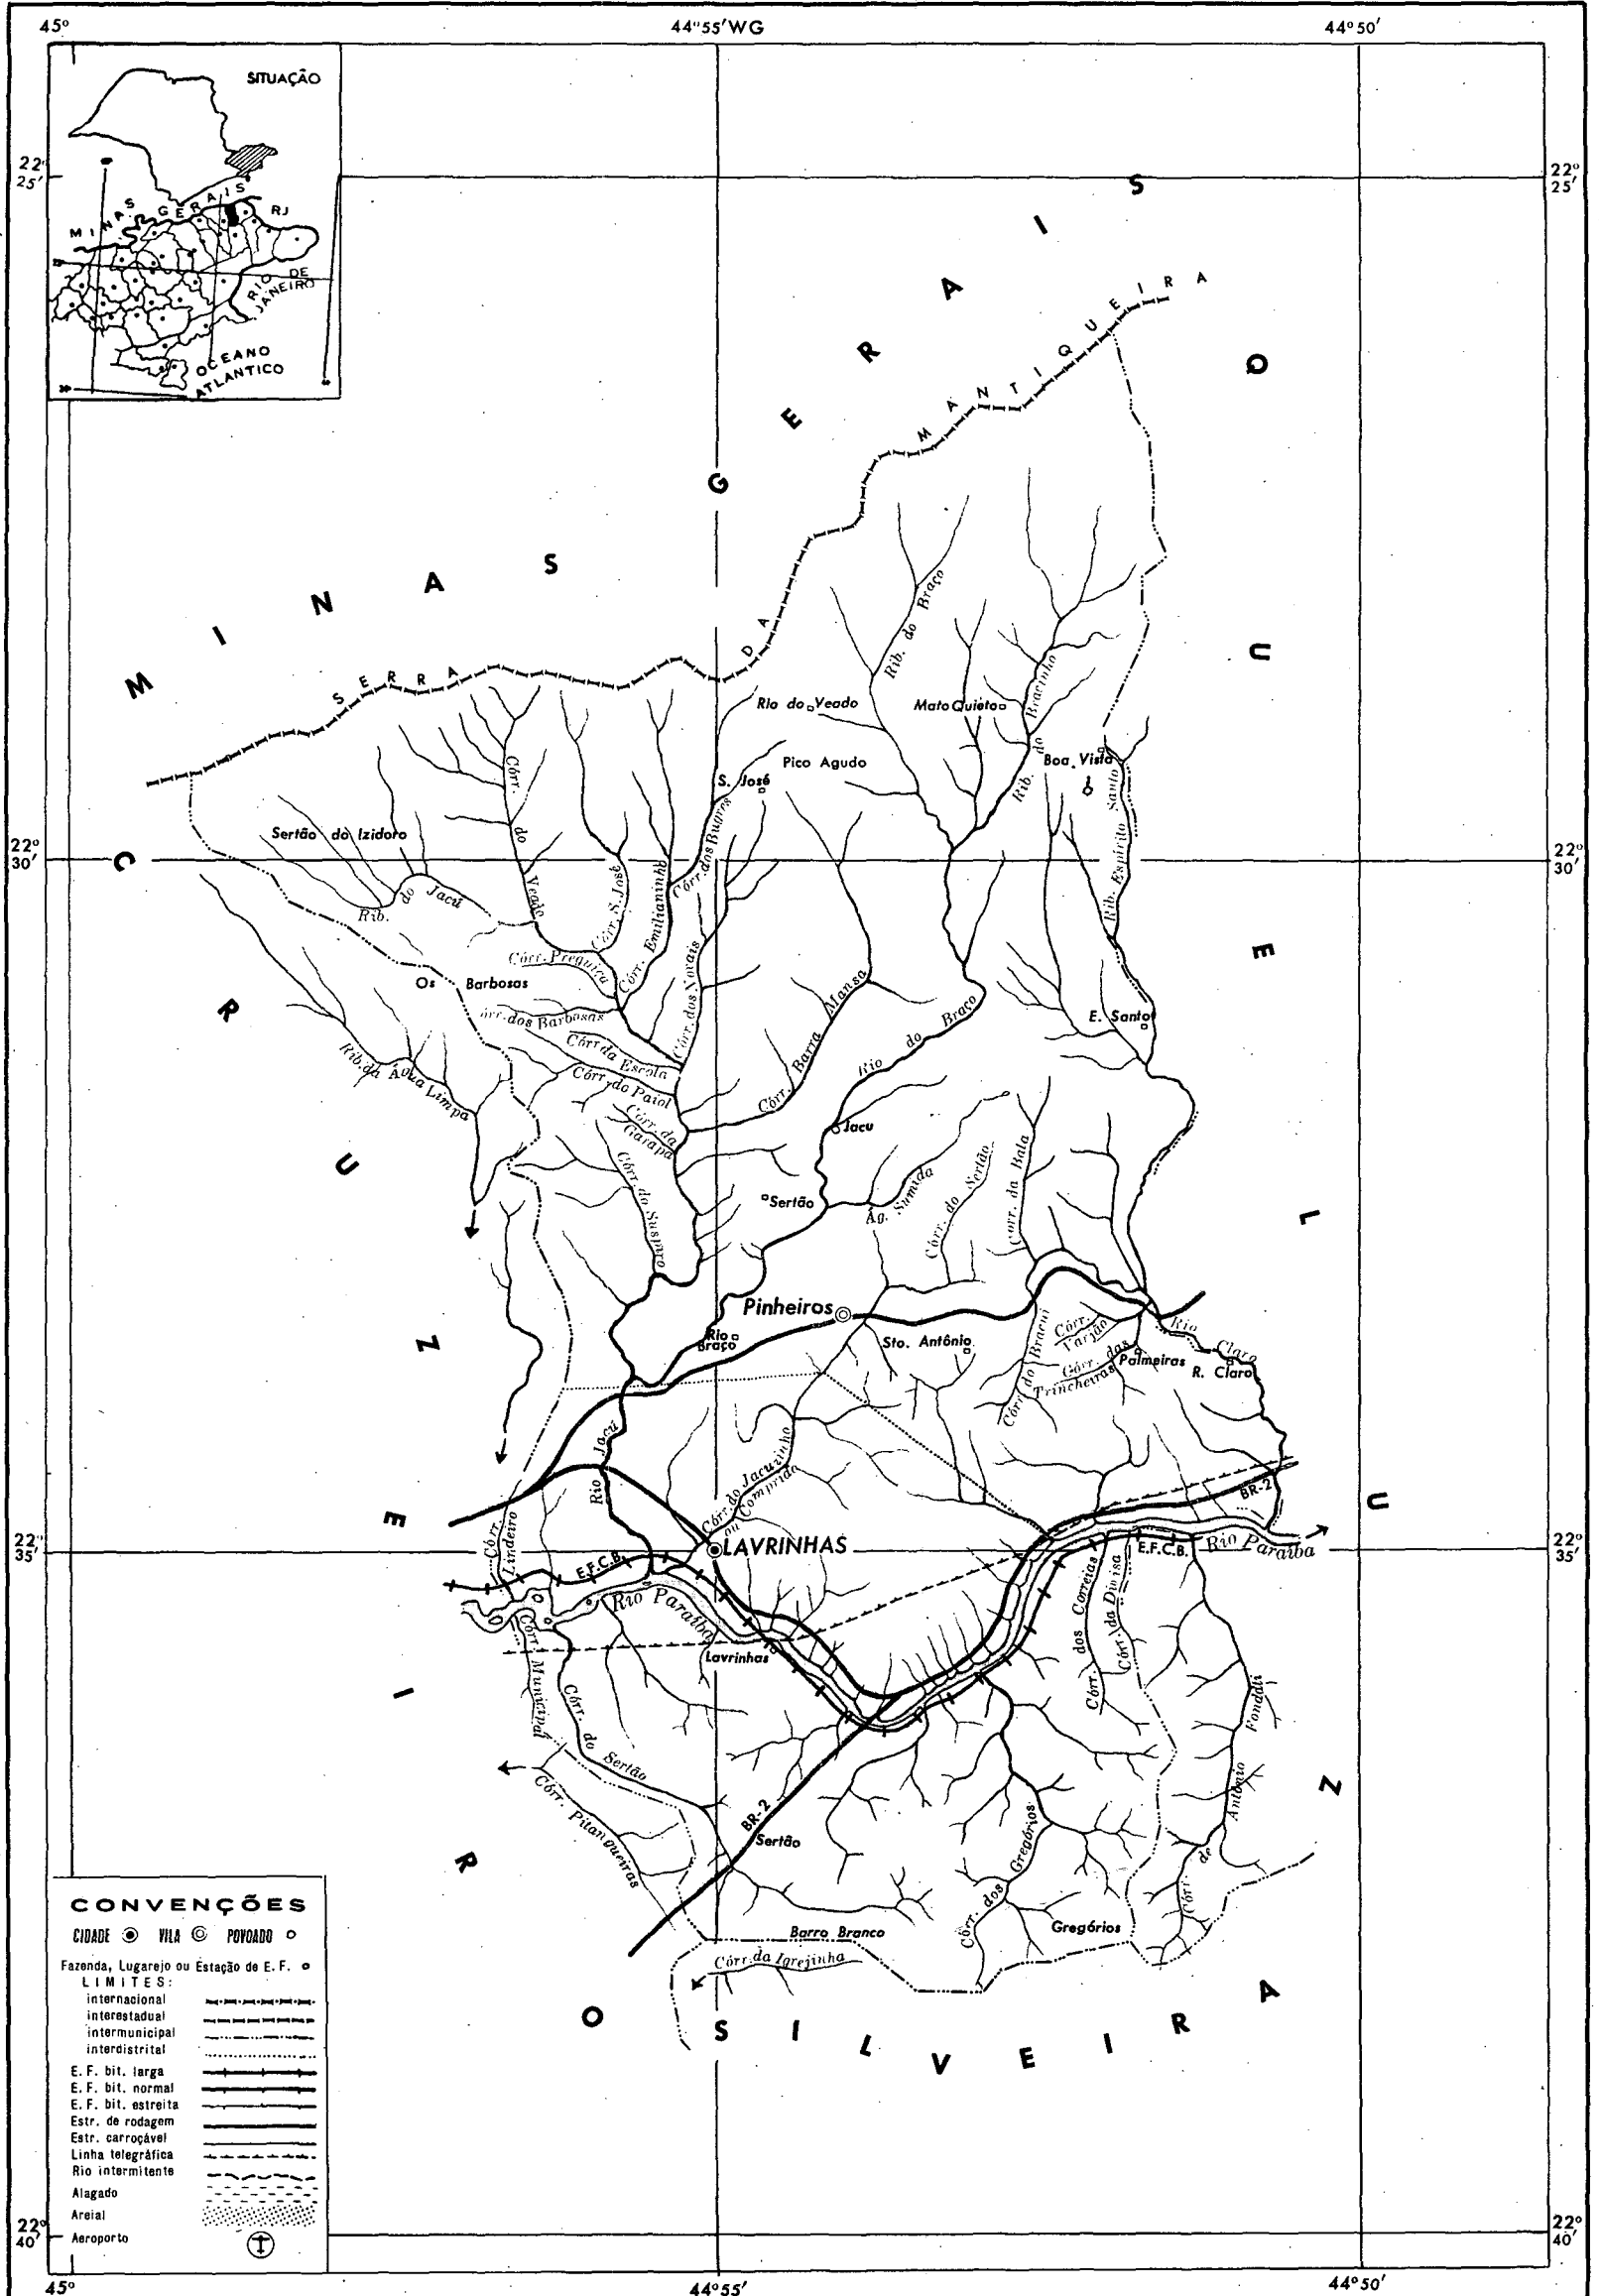 45°
44°55'WG
44°50'
SITUAÇÃO
MINAS GERAIS
RJ
RIO DE JANEIRO
OCEANO
ATLANTICO
22°
25'
22°
25'
MINAS GERAIS
SERRA DA MANTIQUEIRA
CRUZEIRO
QUELUZ
SILVEIRA
Rib. do Braço
Rib. do Bracinho
Rio do Veado
Mato Quieto
Boa Vista
Pico Agudo
S. José
Córr. do Veado
Sertão do Izidoro
Rib. do Jacú
Córr. S. José
Córr. Emilianinha
Córr. dos Bugres
Rib. Espírito Santo
22°
30'
22°
30'
Córr. Preguiça
Os Barbosas
Córr. dos Barbosas
Córr. da Escola
Córr. do Paiol
Córr. da Garapa
Córr. Barra Mansa
Rio do Braço
E. Santo
Rib. da Água Limpa
Jacu
Córr. do Suspiro
Sertão
Ág. Sumida
Córr. do Sertão
Córr. da Bala
Pinheiros
Rio Braço
Sto. Antônio
Córr. do Bracuí
Córr. Varjão
Córr. das Trincheiras
Palmeiras
Rio Claro
R. Claro
Rio Jacú
Córr. do Jacuzinho
ou Comprido
Córr. Lindeiro
LAVRINHAS
E.F.C.B.
Rio Paraíba
BR-2
E.F.C.B.
Rio Paraíba
22°
35'
22°
35'
Lavrinhas
Córr. Municipal
Córr. do Sertão
Córr. dos Correias
Córr. da Divisa
Córr. Pitangueiras
BR-2
Sertão
Córr. dos Gregórios
Gregórios
Córr. de Antônio
Barro Branco
Córr. da Igrejinha
CONVENÇÕES
CIDADE VILA POVOADO
Fazenda, Lugarejo ou Estação de E. F.
LIMITES:
internacional
interestadual
intermunicipal
interdistrital
E. F. bit. larga
E. F. bit. normal
E. F. bit. estreita
Estr. de rodagem
Estr. carroçável
Linha telegráfica
Rio intermitente
Alagado
Areial
Aeroporto
22°
40'
22°
40'
45°
44°55'
44°50'